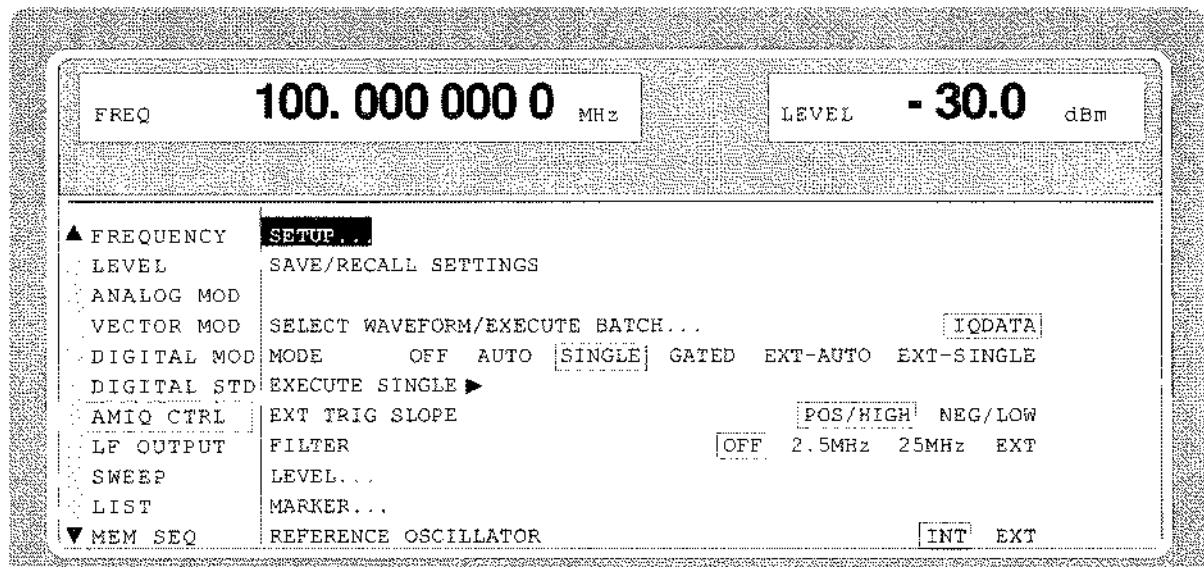 FREQ 100. 000 000 0 MHz LEVEL - 30.0 dBm
▲ FREQUENCY SETUP...
LEVEL SAVE/RECALL SETTINGS
ANALOG MOD
VECTOR MOD SELECT WAVEFORM/EXECUTE BATCH... IQDATA
DIGITAL MOD MODE OFF AUTO SINGLE GATED EXT-AUTO EXT-SINGLE
DIGITAL STD EXECUTE SINGLE ▶
AMIQ CTRL EXT TRIG SLOPE POS/HIGH NEG/LOW
LF OUTPUT FILTER OFF 2.5MHz 25MHz EXT
SWEEP LEVEL...
LIST MARKER...
▼ MEM SEQ REFERENCE OSCILLATOR INT EXT